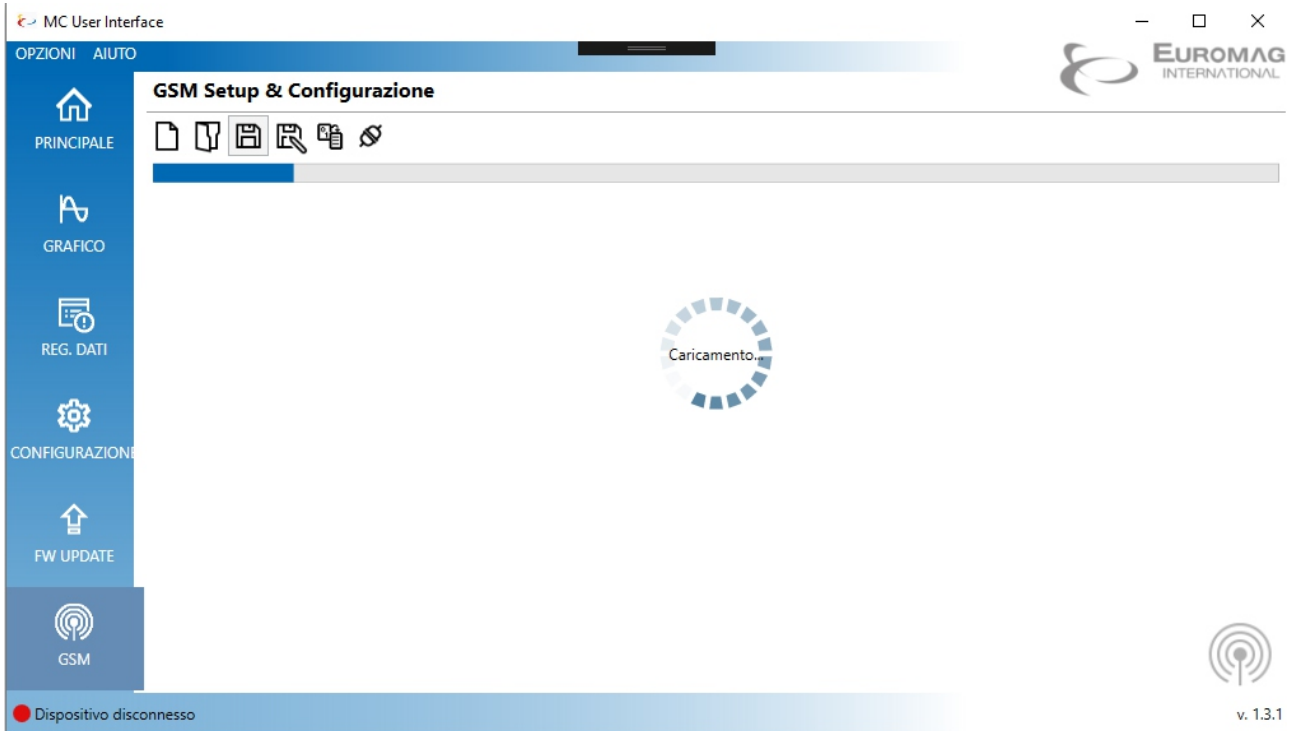 MC User Interface
OPZIONI AIUTO
EUROMAG
INTERNATIONAL
GSM Setup & Configurazione
PRINCIPALE
GRAFICO
REG. DATI
CONFIGURAZIONE
FW UPDATE
GSM
Caricamento...
Dispositivo disconnesso
v. 1.3.1